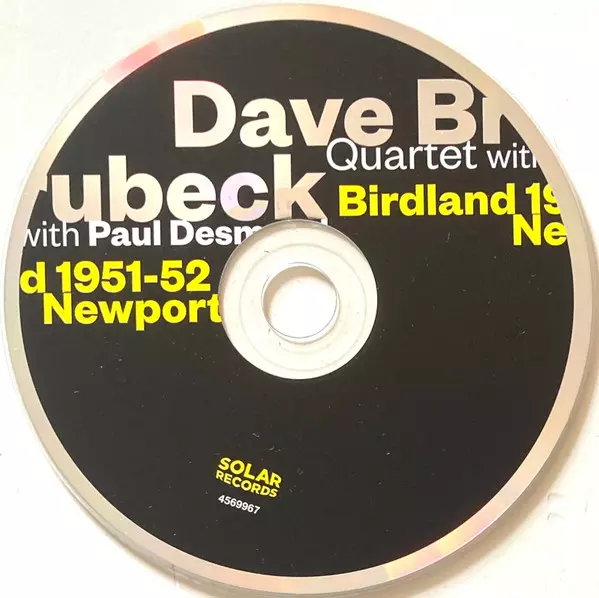 Dave Br
Quartet with
rubeck
Birdland 19
with Paul Desm
Ne
d 1951-52
Newport
SOLAR
RECORDS
4569967